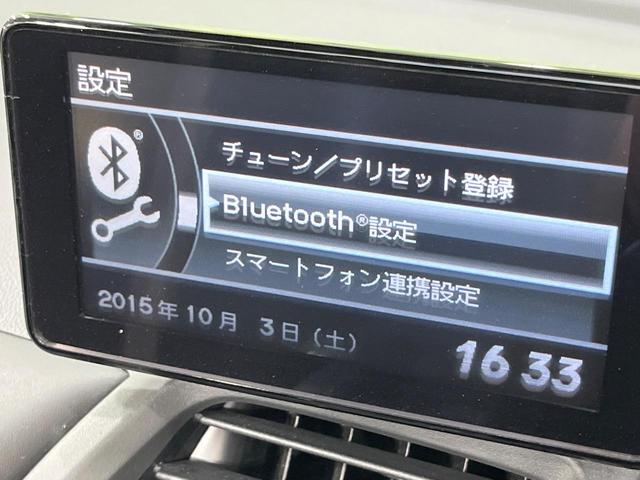 設定
チューン／プリセット登録
Bluetooth®設定
スマートフォン連携設定
2015年10月 3日（土）
16 33